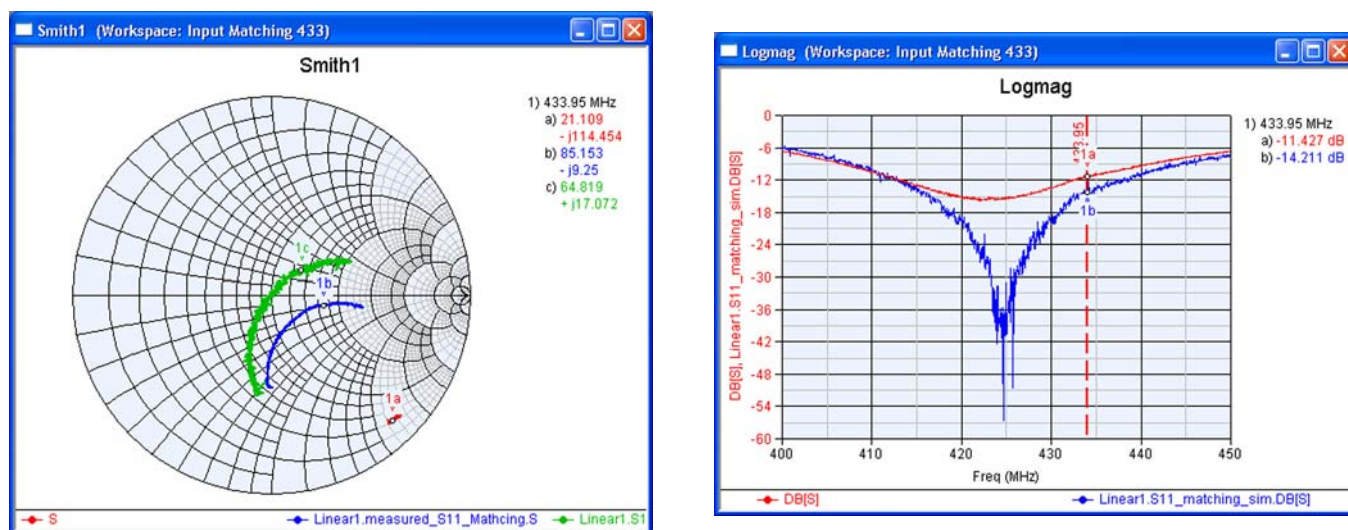 Smith1 (Workspace: Input Matching 433)
Smith1
1) 433.95 MHz
a) 21.109
- j114.454
b) 85.153
- j9.25
c) 64.819
+ j17.072
1c
1b
1a
S
Linear1.measured_S11_Mathcing.S
Linear1.S1
Logmag (Workspace: Input Matching 433)
Logmag
1) 433.95 MHz
a) -11.427 dB
b) -14.211 dB
DB[S], Linear1.S11_matching_sim.DB[S]
0
-6
-12
-18
-24
-30
-36
-42
-48
-54
-60
433.95
1a
1b
400
410
420
430
440
450
Freq (MHz)
DB[S]
Linear1.S11_matching_sim.DB[S]